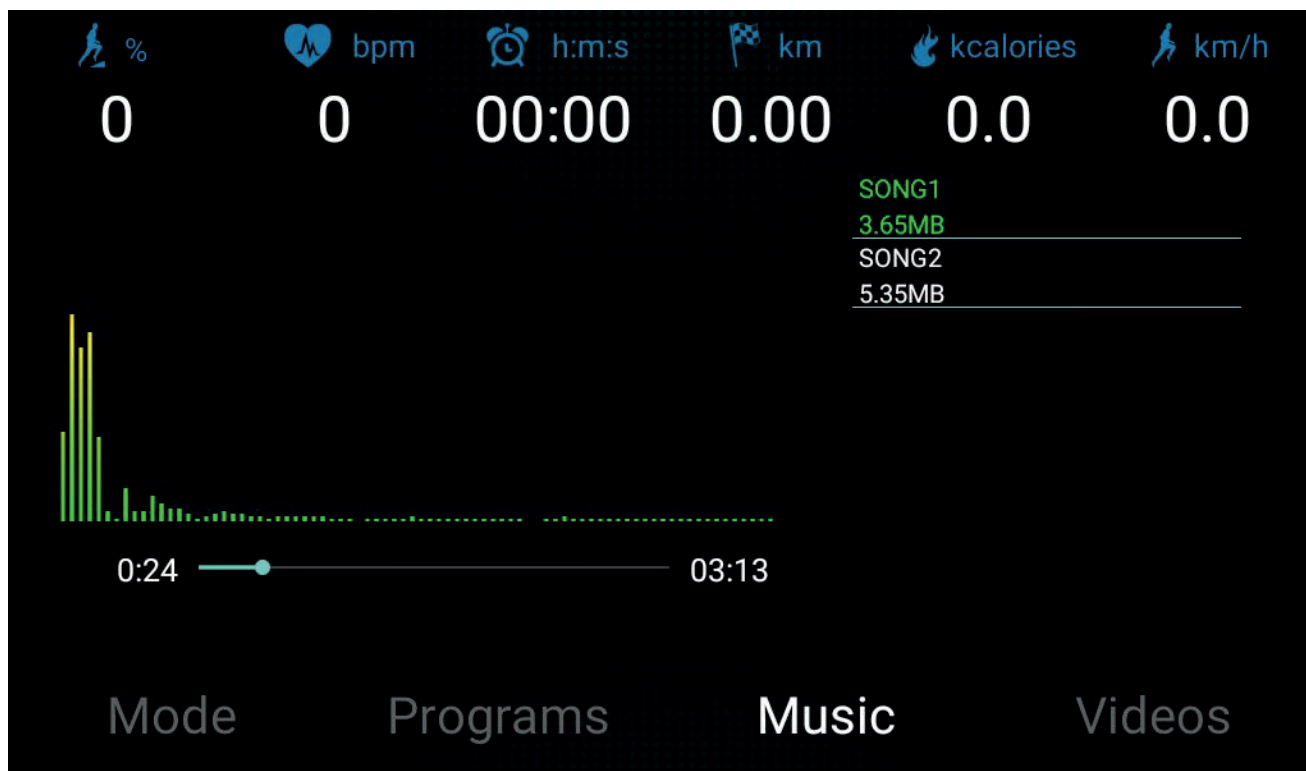 % bpm h:m:s km kcalories km/h
0 0 00:00 0.00 0.0 0.0
SONG1
3.65MB
SONG2
5.35MB
0:24 03:13
Mode Programs Music Videos